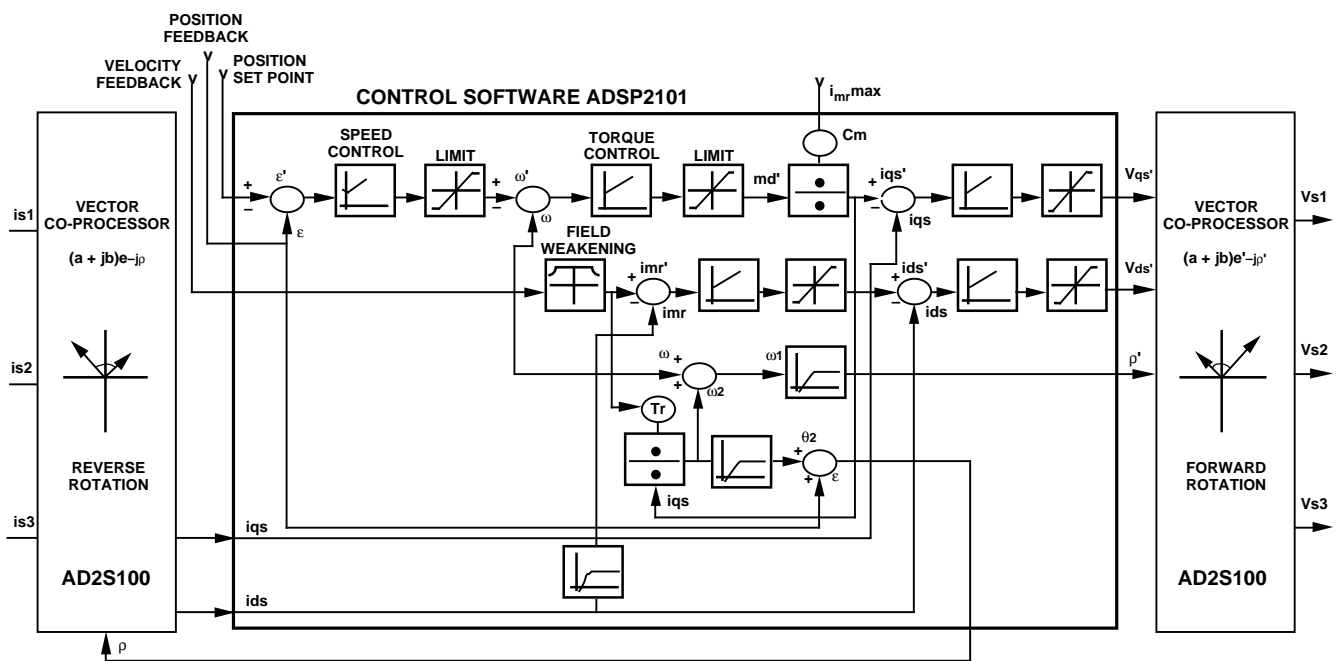 POSITION
FEEDBACK
VELOCITY
FEEDBACK
POSITION
SET POINT
CONTROL SOFTWARE ADSP2101
imrmax
Cm
SPEED
CONTROL
LIMIT
TORQUE
CONTROL
LIMIT
md'
ε'
+
−
ε
ω'
+
−
ω
iqs'
+
−
iqs
Vqs'
VECTOR
CO-PROCESSOR
(a + jb)e−jρ
is1
is2
is3
REVERSE
ROTATION
AD2S100
FIELD
WEAKENING
imr'
+
−
imr
ids'
+
−
ids
Vds'
ω
+
+
ω2
ω1
ρ'
Tr
θ2
+
+
ε
iqs
iqs
ids
ρ
VECTOR
CO-PROCESSOR
(a + jb)e'−jρ'
FORWARD
ROTATION
AD2S100
Vs1
Vs2
Vs3